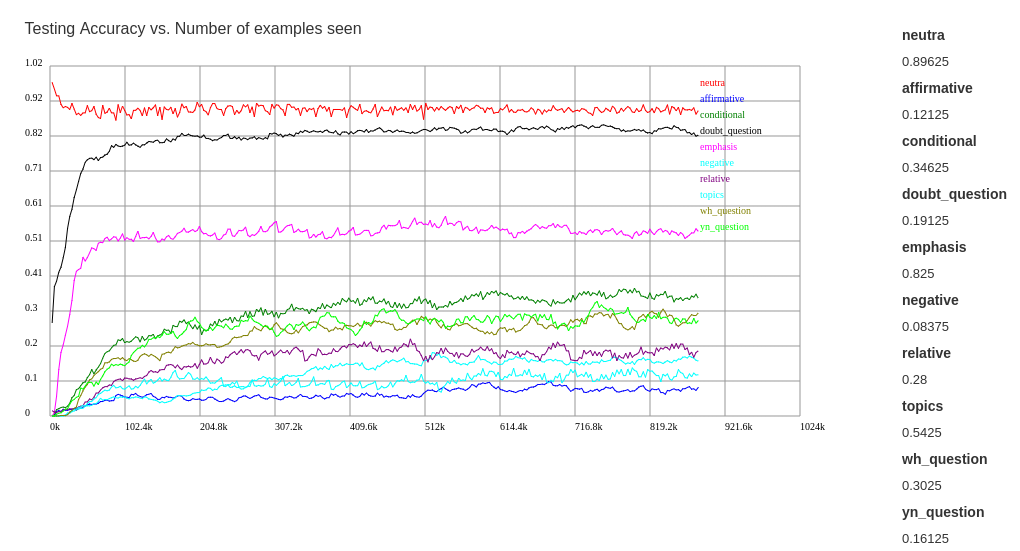 Testing Accuracy vs. Number of examples seen
1.02
0.92
0.82
0.71
0.61
0.51
0.41
0.3
0.2
0.1
0
0k
102.4k
204.8k
307.2k
409.6k
512k
614.4k
716.8k
819.2k
921.6k
1024k
neutra
affirmative
conditional
doubt_question
emphasis
negative
relative
topics
wh_question
yn_question
neutra
0.89625
affirmative
0.12125
conditional
0.34625
doubt_question
0.19125
emphasis
0.825
negative
0.08375
relative
0.28
topics
0.5425
wh_question
0.3025
yn_question
0.16125